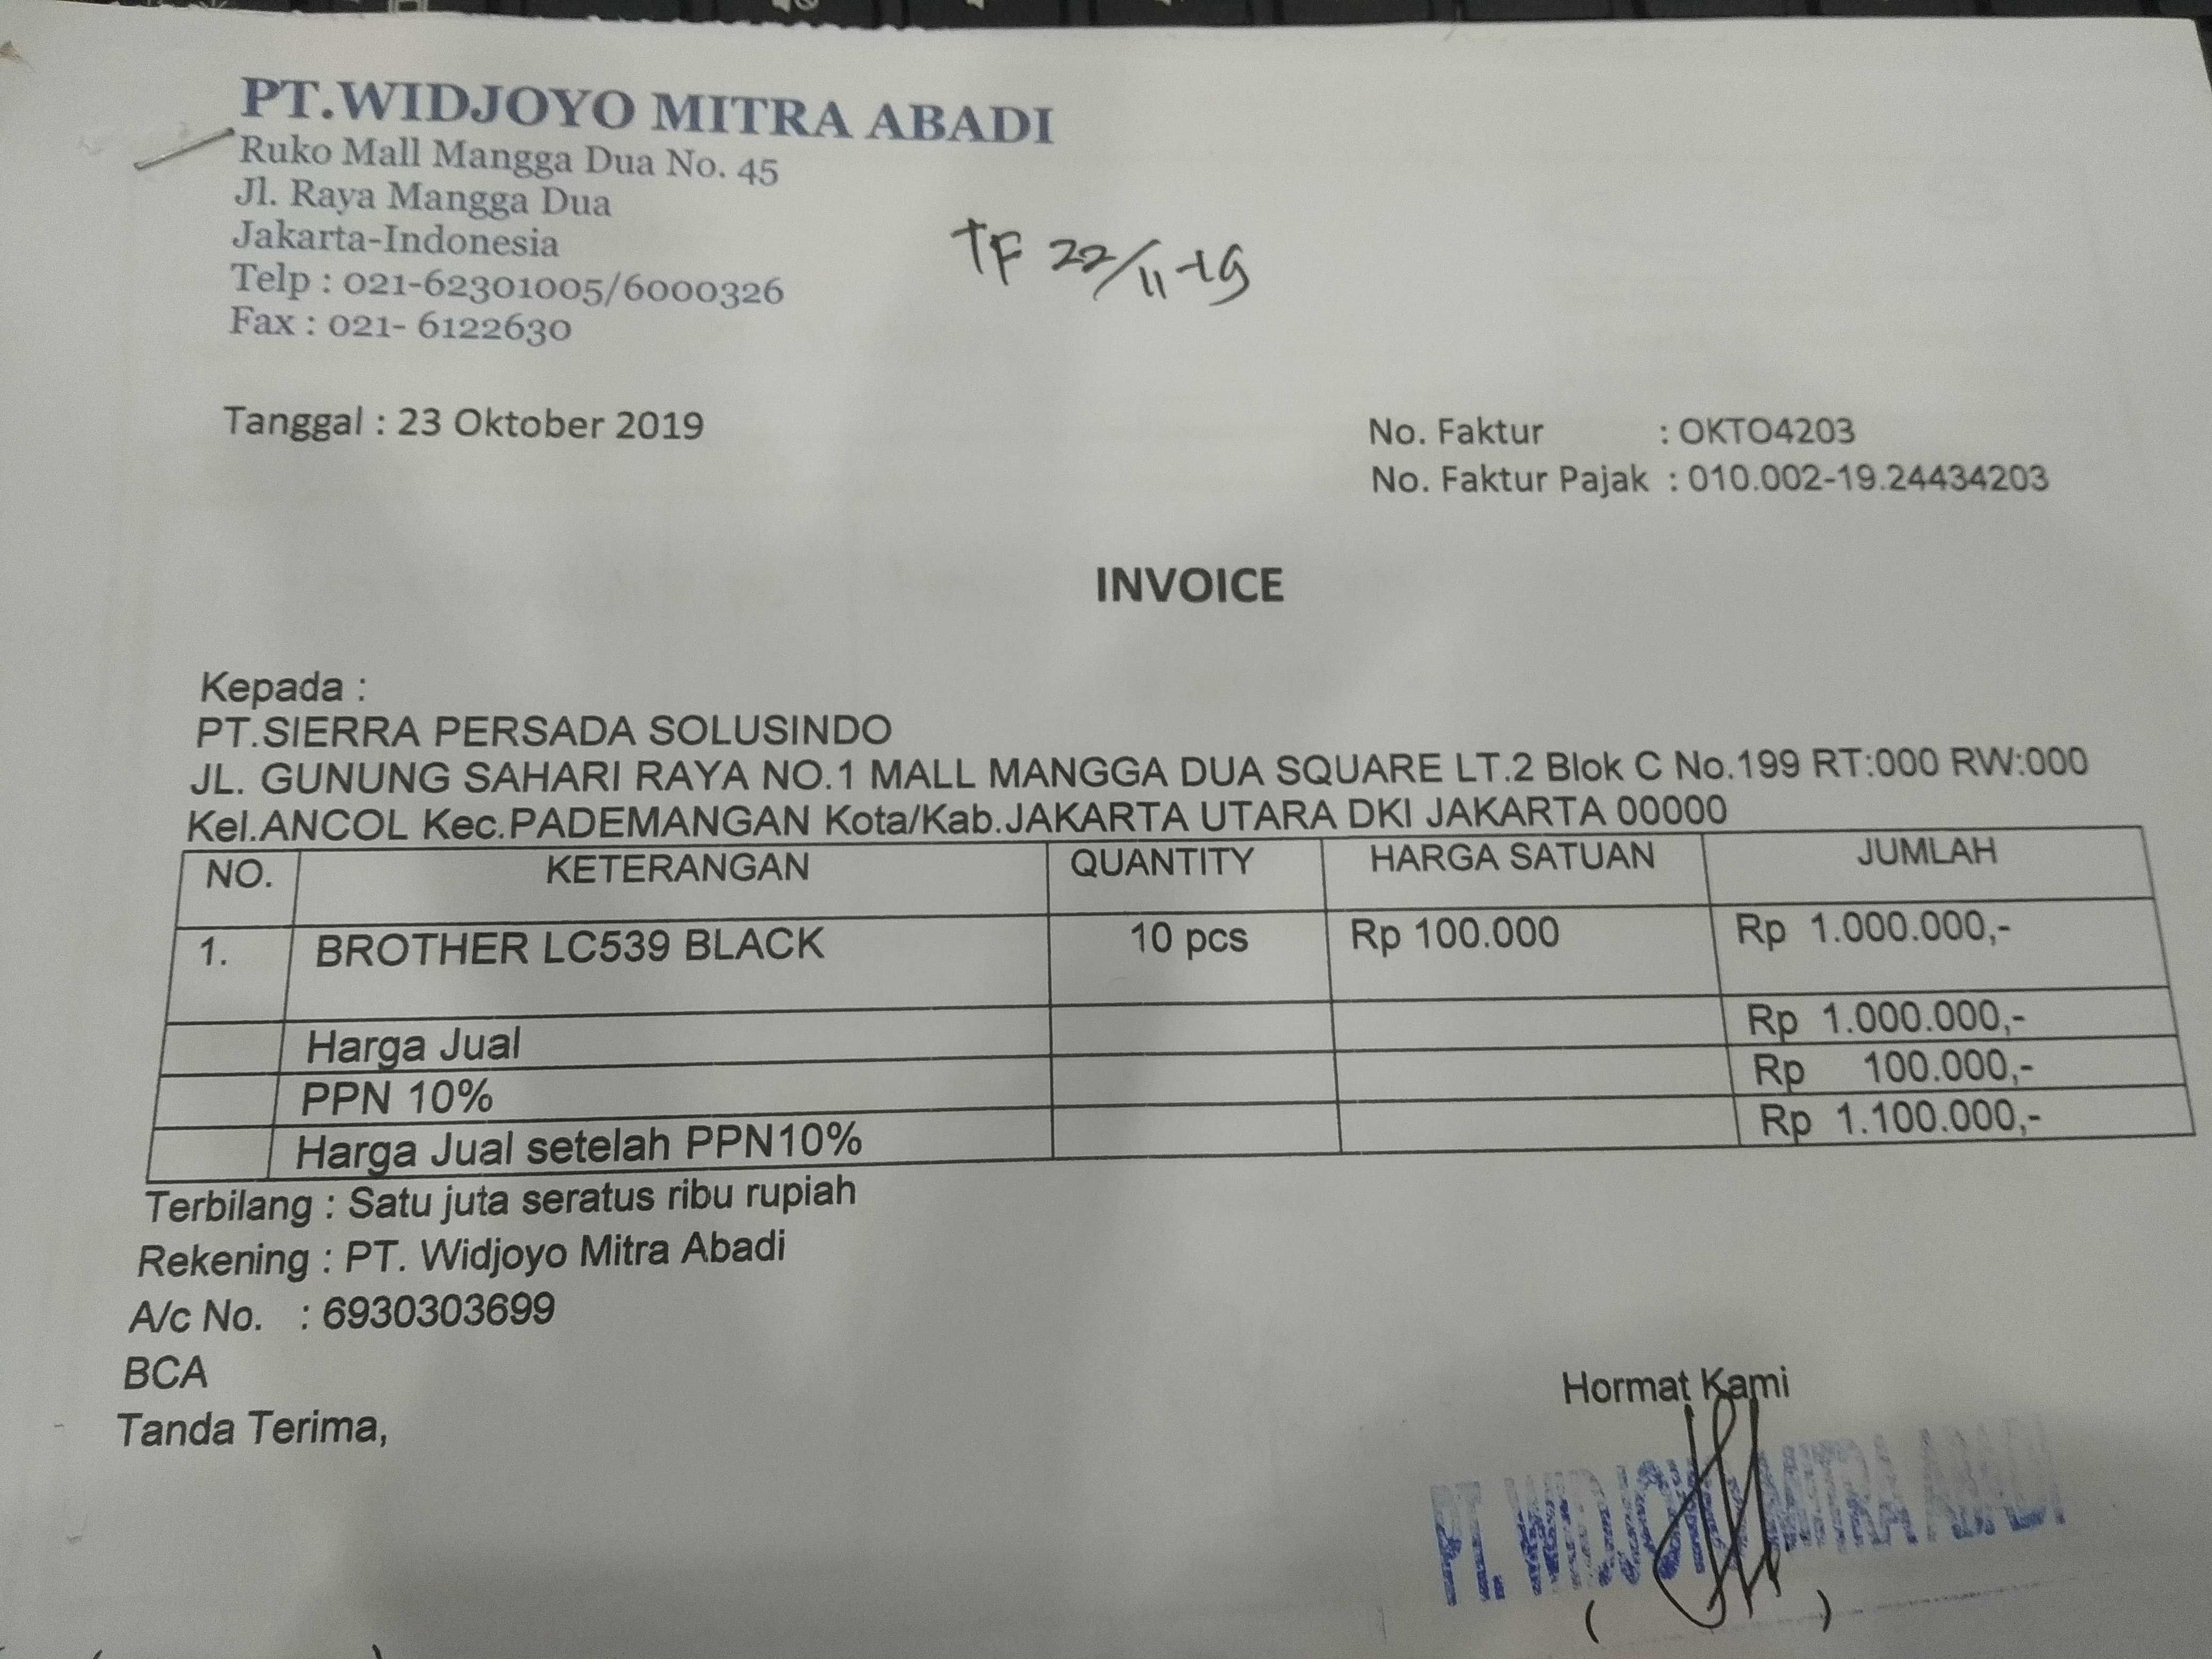 PT.WIDJOYO MITRA ABADI
Ruko Mall Mangga Dua No. 45
Jl. Raya Mangga Dua
Jakarta-Indonesia
Telp : 021-62301005/6000326
Fax : 021- 6122630
TF 22/11-19
Tanggal : 23 Oktober 2019
No. Faktur : OKTO4203
No. Faktur Pajak : 010.002-19.24434203
INVOICE
Kepada :
PT.SIERRA PERSADA SOLUSINDO
JL. GUNUNG SAHARI RAYA NO.1 MALL MANGGA DUA SQUARE LT.2 Blok C No.199 RT:000 RW:000
Kel.ANCOL Kec.PADEMANGAN Kota/Kab.JAKARTA UTARA DKI JAKARTA 00000
NO. KETERANGAN QUANTITY HARGA SATUAN JUMLAH
1. BROTHER LC539 BLACK 10 pcs Rp 100.000 Rp 1.000.000,-
Harga Jual Rp 1.000.000,-
PPN 10% Rp 100.000,-
Harga Jual setelah PPN10% Rp 1.100.000,-
Terbilang : Satu juta seratus ribu rupiah
Rekening : PT. Widjoyo Mitra Abadi
A/c No. : 6930303699
BCA
Tanda Terima,
Hormat Kami
PT. WIDJOYO MITRA ABADI
( )